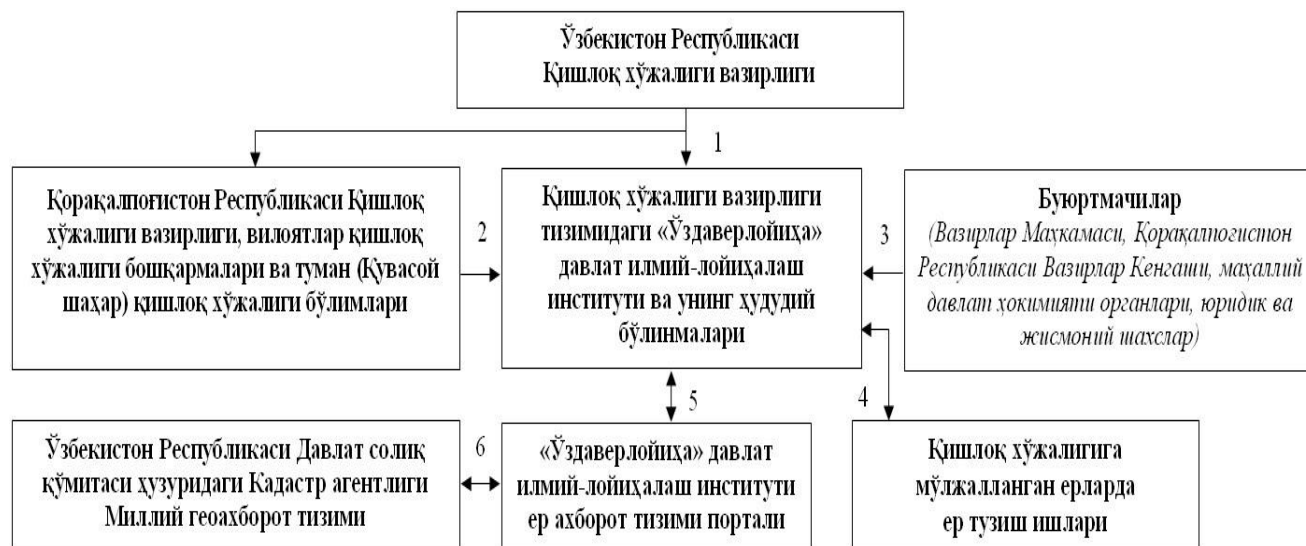 Ўзбекистон Республикаси
Қишлоқ хўжалиги вазирлиги
1
Қорақалпоғистон Республикаси Қишлоқ
хўжалиги вазирлиги, вилоятлар қишлоқ
хўжалиги бошқармалари ва туман (Қувасой
шаҳар) қишлоқ хўжалиги бўлимлари
2
Қишлоқ хўжалиги вазирлиги
тизимидаги «Ўздаверлойиҳа»
давлат илмий-лойиҳалаш
институти ва унинг ҳудудий
бўлинмалари
3
Буюртмачилар
(Вазирлар Маҳкамаси, Қорақалпоғистон
Республикаси Вазирлар Кенгаши, маҳаллий
давлат ҳокимияти органлари, юридик ва
жисмоний шахслар)
5
4
Ўзбекистон Республикаси Давлат солиқ
қўмитаси ҳузуридаги Кадастр агентлиги
Миллий геоахборот тизими
6
«Ўздаверлойиҳа» давлат
илмий-лойиҳалаш институти
ер ахборот тизими портали
Қишлоқ хўжалигига
мўлжалланган ерларда
ер тузиш ишлари